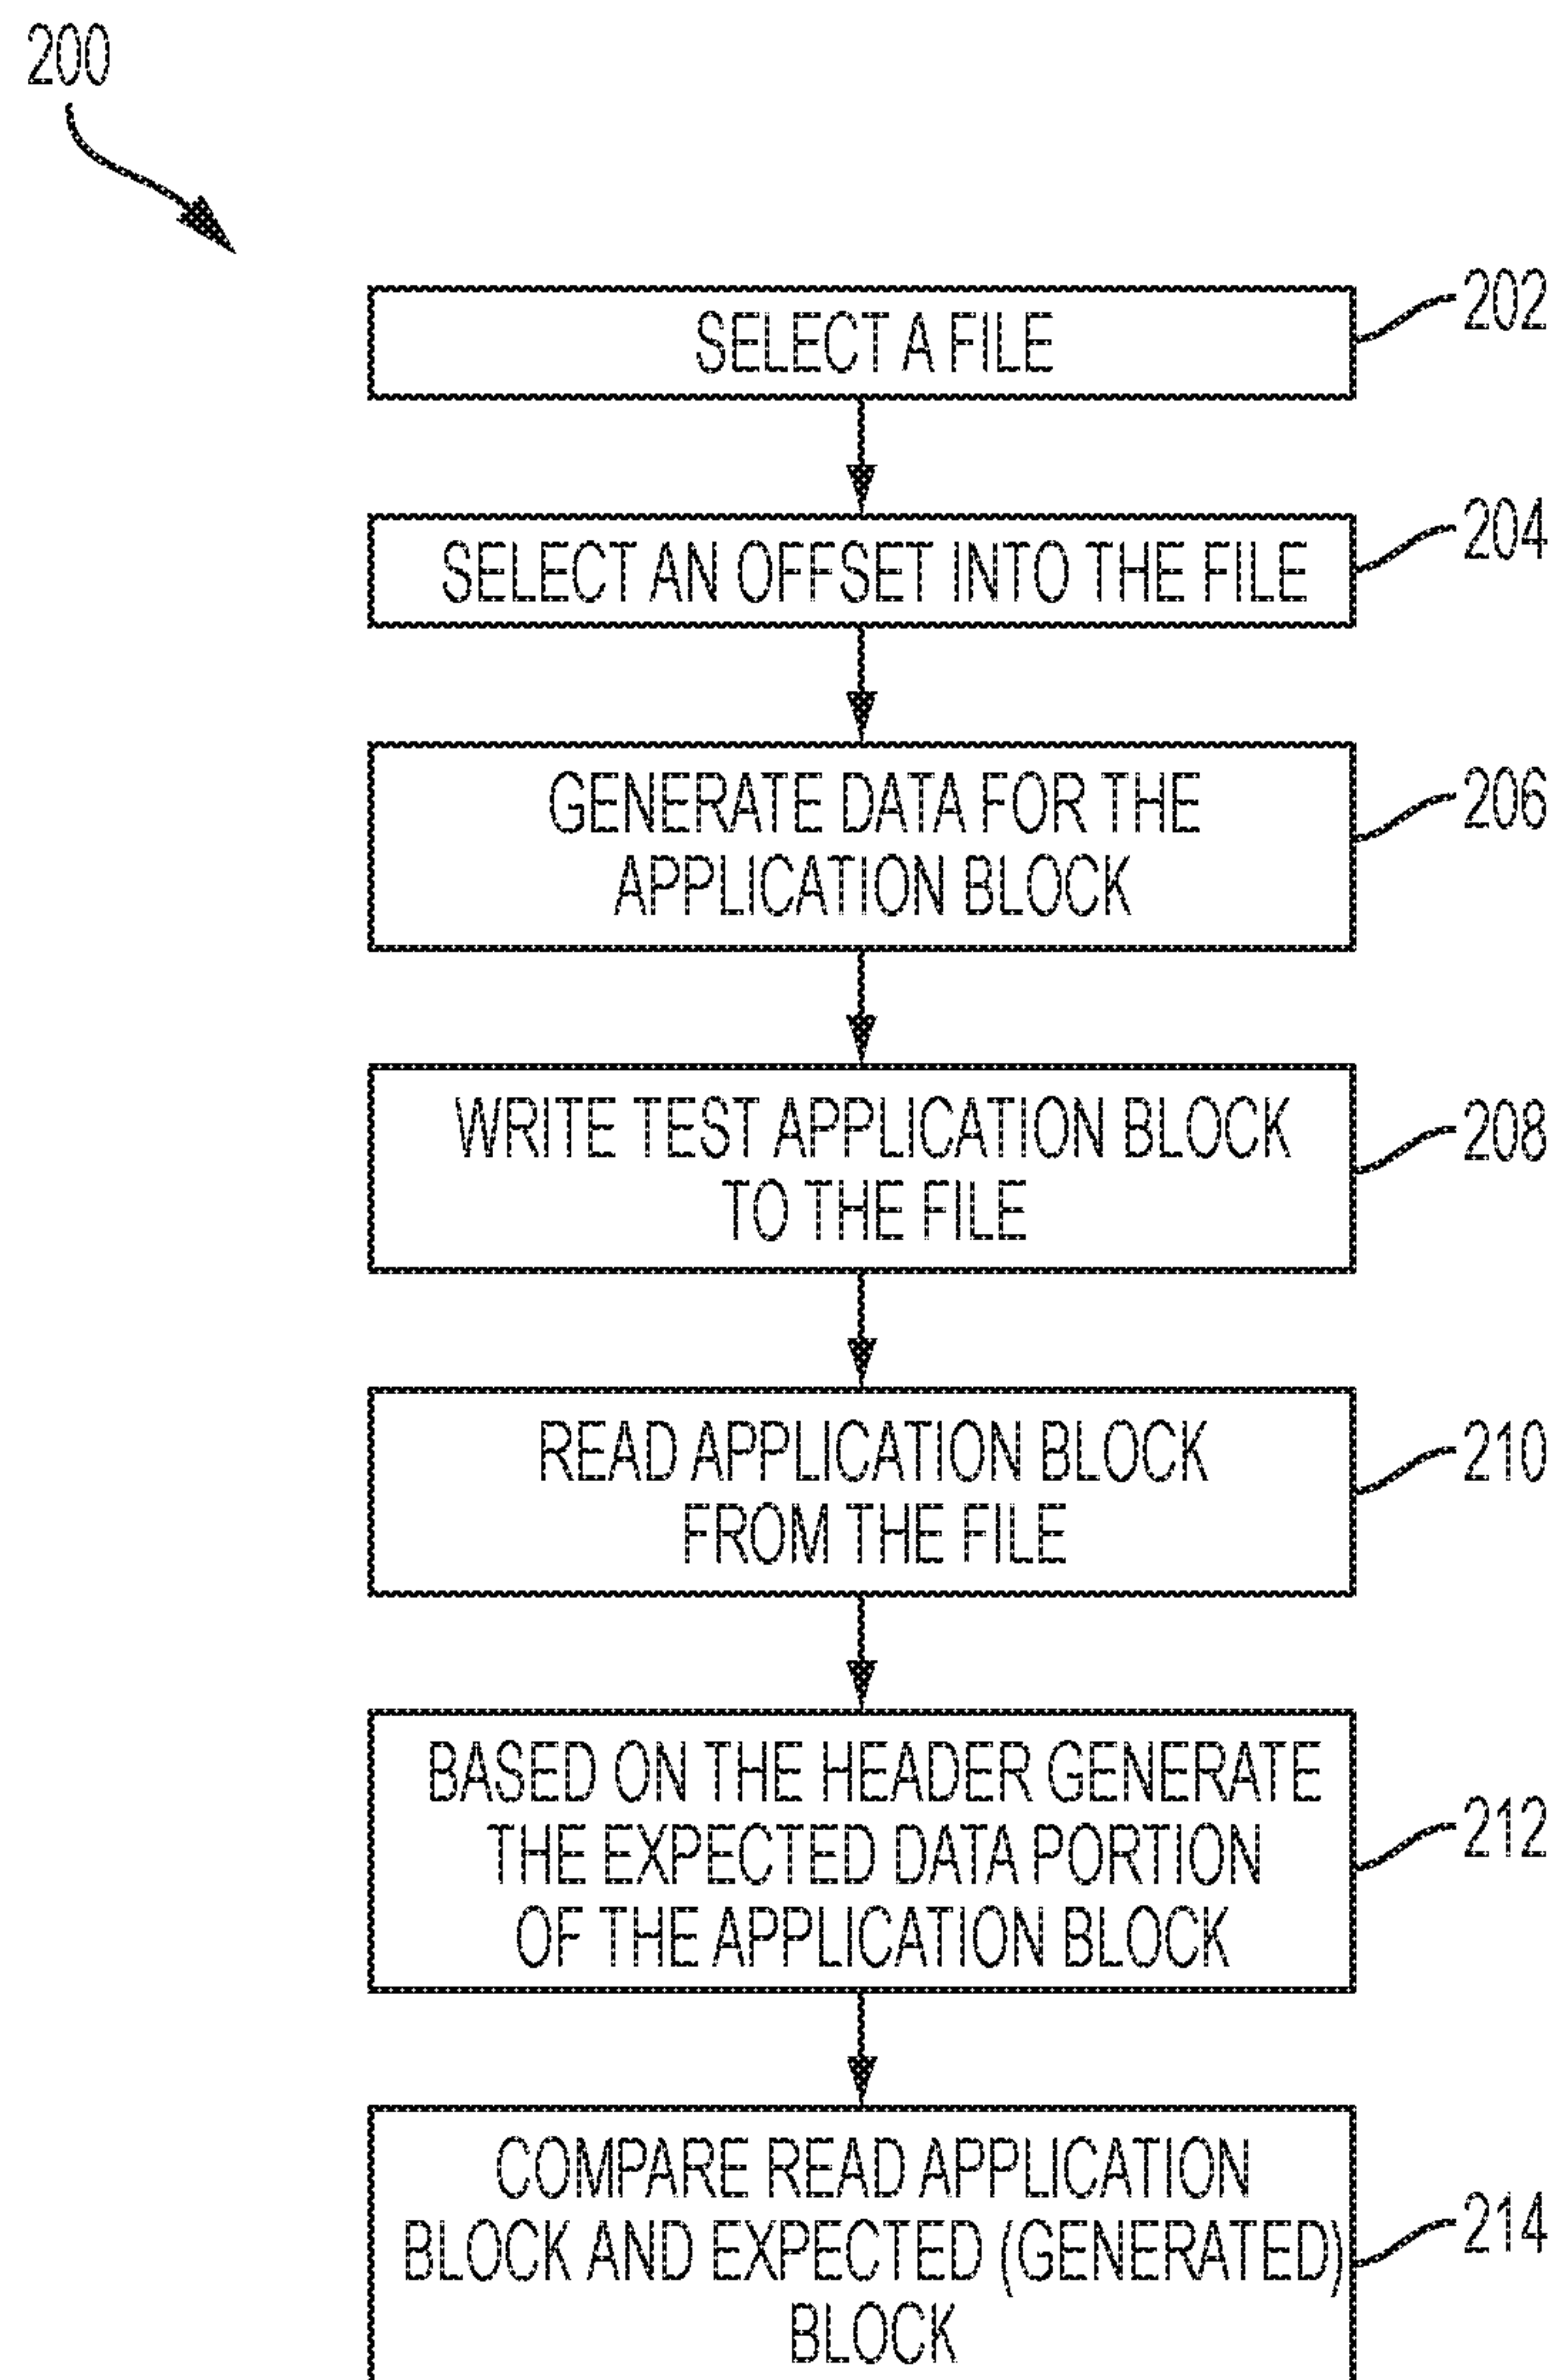 200
SELECT A FILE
202
SELECT AN OFFSET INTO THE FILE
204
GENERATE DATA FOR THE
APPLICATION BLOCK
206
WRITE TEST APPLICATION BLOCK
TO THE FILE
208
READ APPLICATION BLOCK
FROM THE FILE
210
BASED ON THE HEADER GENERATE
THE EXPECTED DATA PORTION
OF THE APPLICATION BLOCK
212
COMPARE READ APPLICATION
BLOCK AND EXPECTED (GENERATED)
BLOCK
214